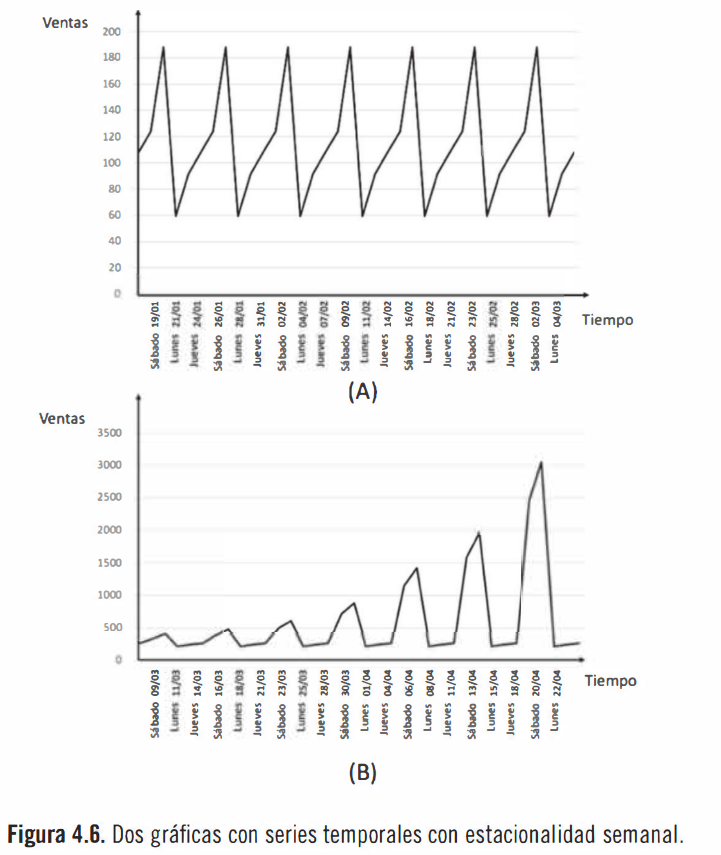 Ventas
200
180
160
140
120
100
80
60
40
20
0
Sábado 19/01
Lunes 21/01
Jueves 24/01
Sábado 26/01
Lunes 28/01
Jueves 31/01
Sábado 02/02
Lunes 04/02
Jueves 07/02
Sábado 09/02
Lunes 11/02
Jueves 14/02
Sábado 16/02
Lunes 18/02
Jueves 21/02
Sábado 23/02
Lunes 25/02
Jueves 28/02
Sábado 02/03
Lunes 04/03
Tiempo
(A)
Ventas
3500
3000
2500
2000
1500
1000
500
0
Sábado 09/03
Lunes 11/03
Jueves 14/03
Sábado 16/03
Lunes 18/03
Jueves 21/03
Sábado 23/03
Lunes 25/03
Jueves 28/03
Sábado 30/03
Lunes 01/04
Jueves 04/04
Sábado 06/04
Lunes 08/04
Jueves 11/04
Sábado 13/04
Lunes 15/04
Jueves 18/04
Sábado 20/04
Lunes 22/04
Tiempo
(B)
Figura 4.6. Dos gráficas con series temporales con estacionalidad semanal.